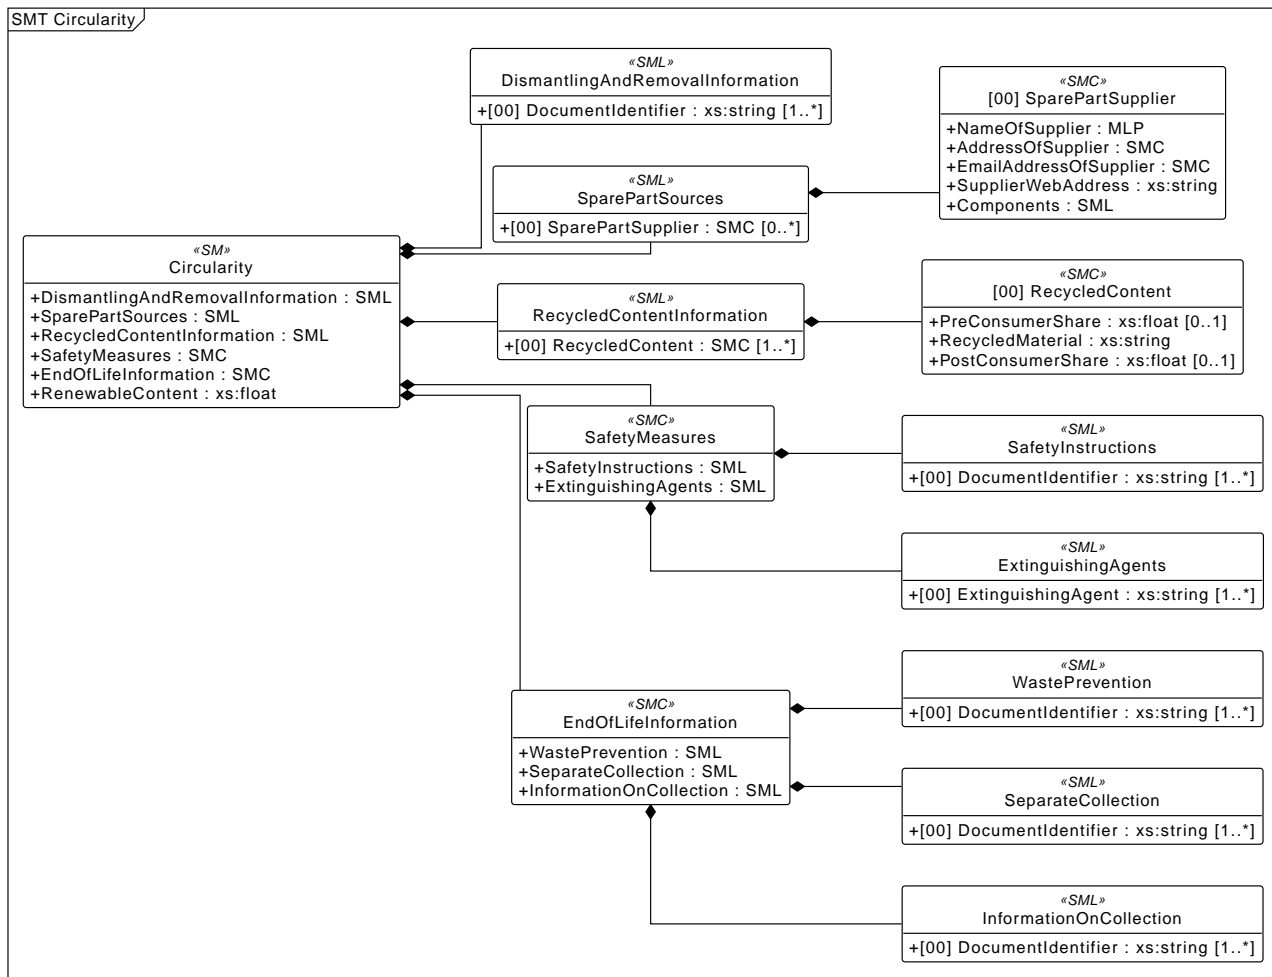 SMT Circularity
«SML»
DismantlingAndRemovalInformation
+[00] DocumentIdentifier : xs:string [1..*]
«SMC»
[00] SparePartSupplier
+NameOfSupplier : MLP
+AddressOfSupplier : SMC
+EmailAddressOfSupplier : SMC
+SupplierWebAddress : xs:string
+Components : SML
«SML»
SparePartSources
+[00] SparePartSupplier : SMC [0..*]
«SM»
Circularity
+DismantlingAndRemovalInformation : SML
+SparePartSources : SML
+RecycledContentInformation : SML
+SafetyMeasures : SMC
+EndOfLifeInformation : SMC
+RenewableContent : xs:float
«SML»
RecycledContentInformation
+[00] RecycledContent : SMC [1..*]
«SMC»
[00] RecycledContent
+PreConsumerShare : xs:float [0..1]
+RecycledMaterial : xs:string
+PostConsumerShare : xs:float [0..1]
«SMC»
SafetyMeasures
+SafetyInstructions : SML
+ExtinguishingAgents : SML
«SML»
SafetyInstructions
+[00] DocumentIdentifier : xs:string [1..*]
«SML»
ExtinguishingAgents
+[00] ExtinguishingAgent : xs:string [1..*]
«SMC»
EndOfLifeInformation
+WastePrevention : SML
+SeparateCollection : SML
+InformationOnCollection : SML
«SML»
WastePrevention
+[00] DocumentIdentifier : xs:string [1..*]
«SML»
SeparateCollection
+[00] DocumentIdentifier : xs:string [1..*]
«SML»
InformationOnCollection
+[00] DocumentIdentifier : xs:string [1..*]